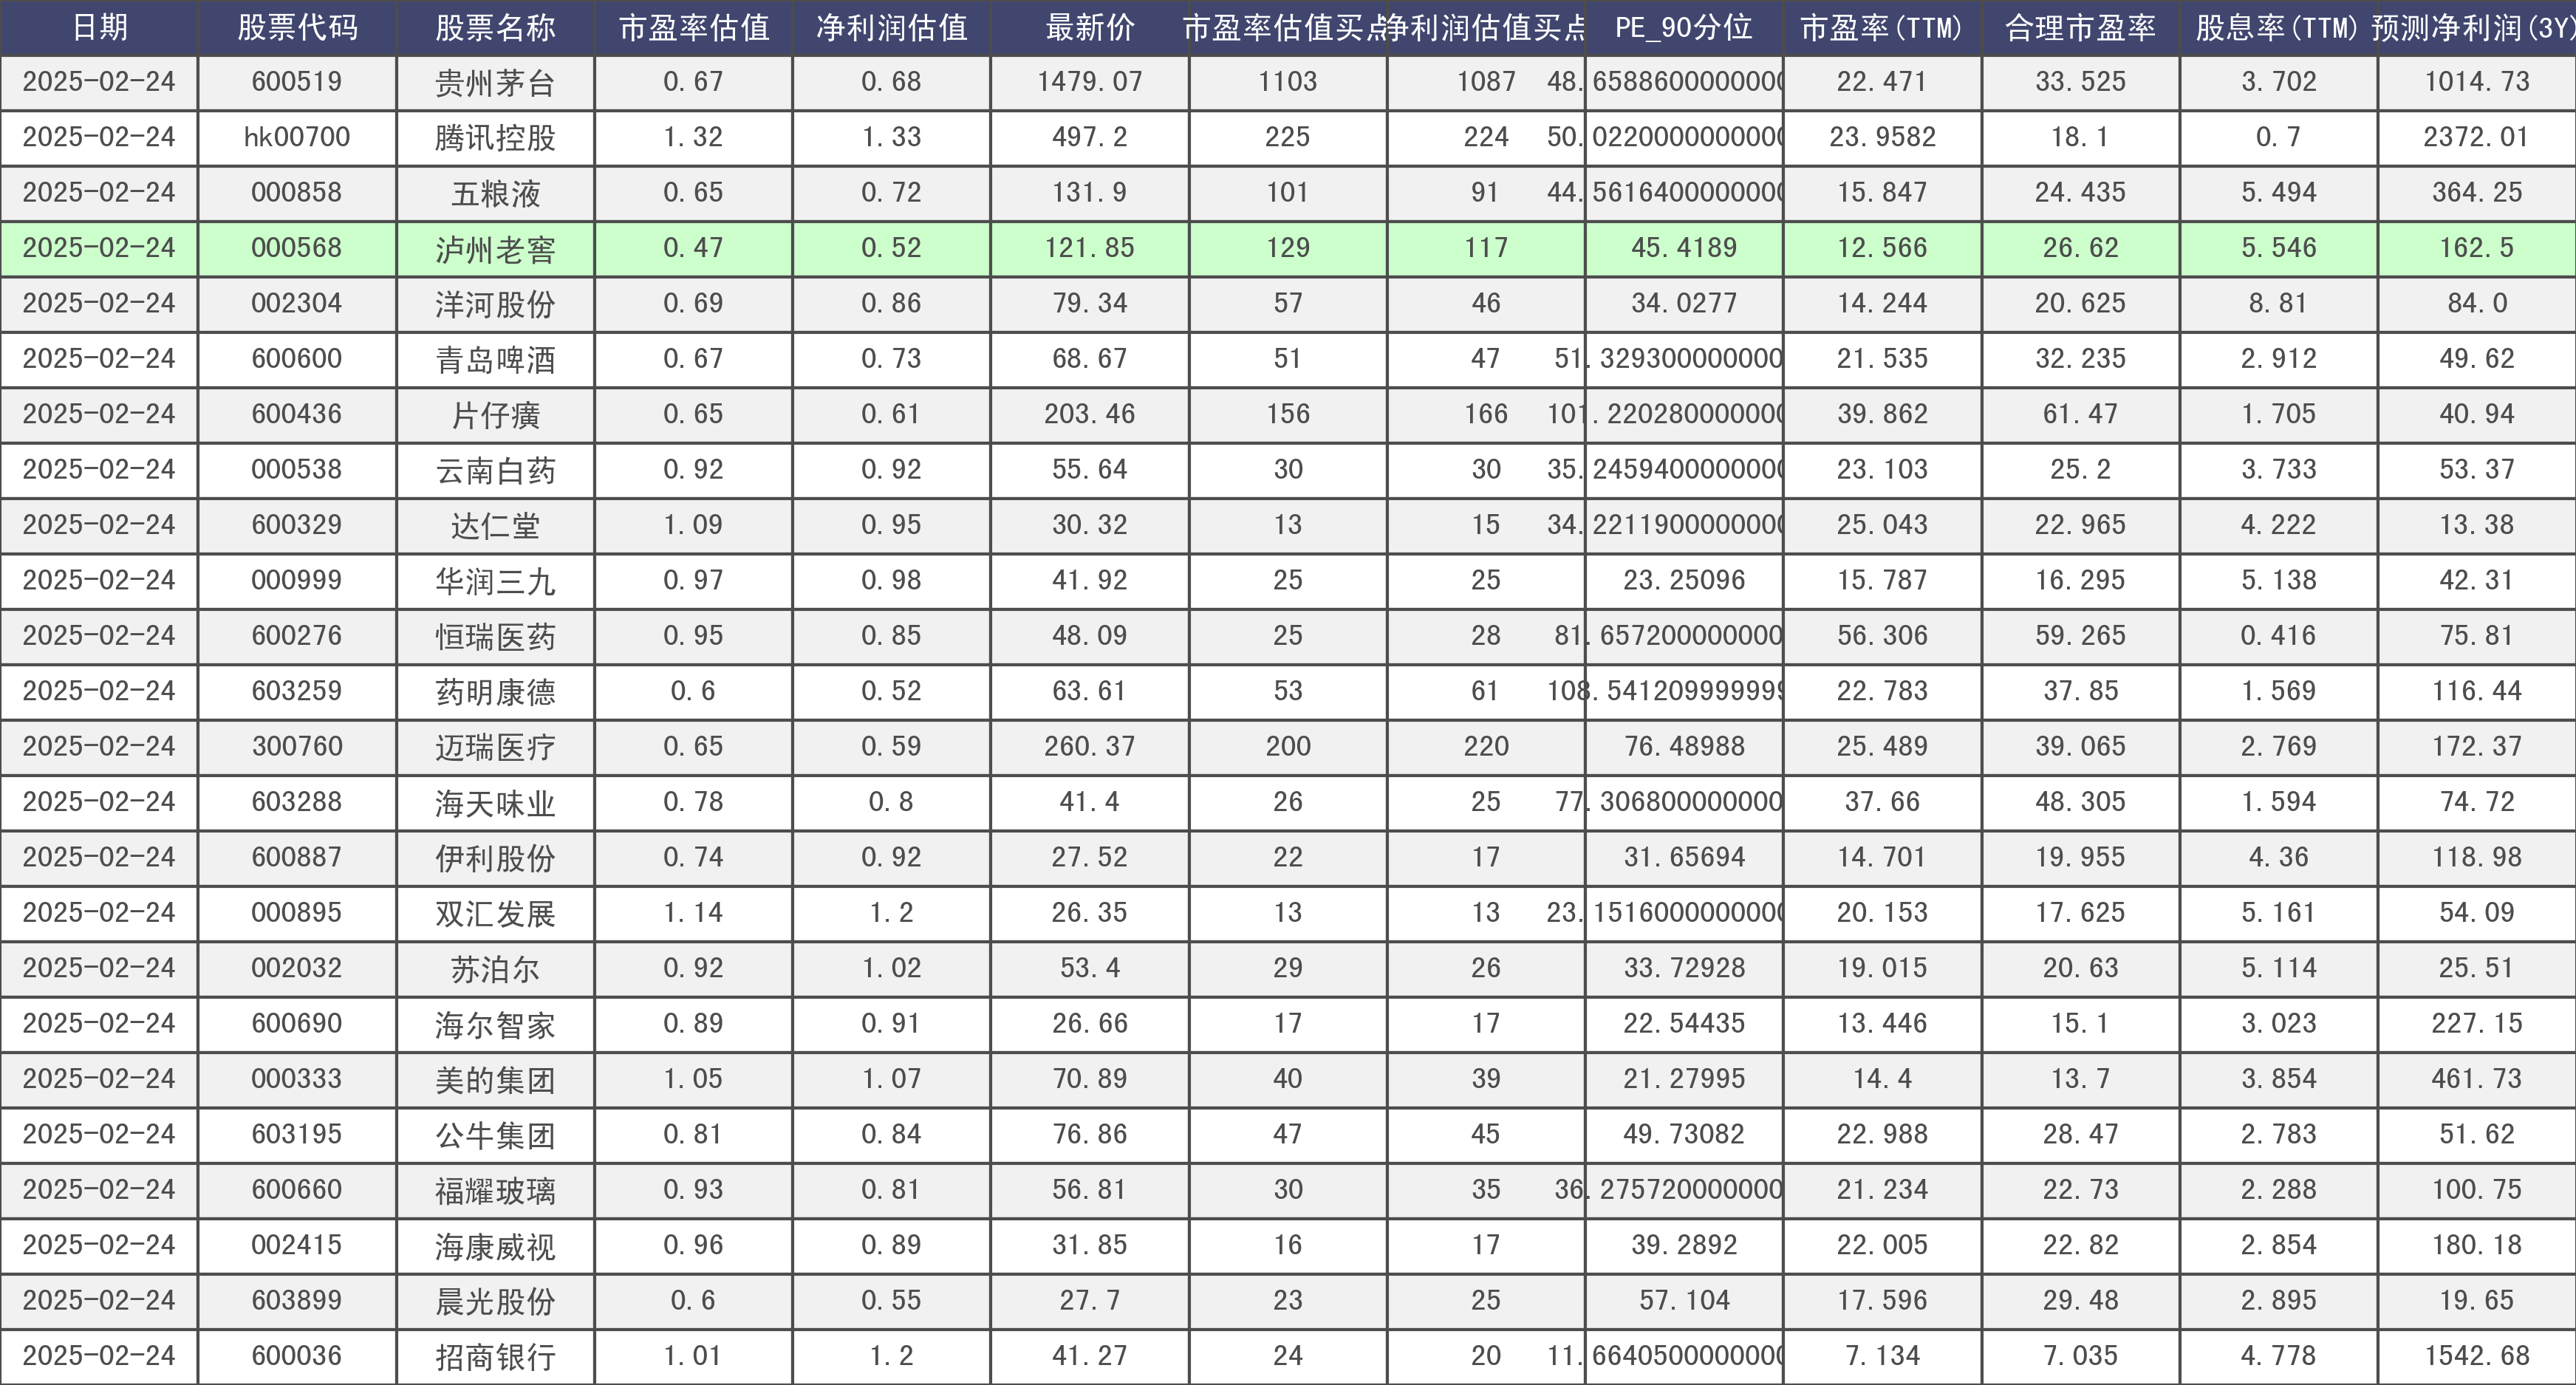 日期 股票代码 股票名称 市盈率估值 净利润估值 最新价 市盈率估值买点 净利润估值买点 PE_90分位 市盈率(TTM) 合理市盈率 股息率(TTM) 预测净利润(3Y)
2025-02-24 600519 贵州茅台 0.67 0.68 1479.07 1103 1087 48.6588600000000 22.471 33.525 3.702 1014.73
2025-02-24 hk00700 腾讯控股 1.32 1.33 497.2 225 224 50.0220000000000 23.9582 18.1 0.7 2372.01
2025-02-24 000858 五粮液 0.65 0.72 131.9 101 91 44.5616400000000 15.847 24.435 5.494 364.25
2025-02-24 000568 泸州老窖 0.47 0.52 121.85 129 117 45.4189 12.566 26.62 5.546 162.5
2025-02-24 002304 洋河股份 0.69 0.86 79.34 57 46 34.0277 14.244 20.625 8.81 84.0
2025-02-24 600600 青岛啤酒 0.67 0.73 68.67 51 47 51.329300000000 21.535 32.235 2.912 49.62
2025-02-24 600436 片仔癀 0.65 0.61 203.46 156 166 101.220280000000 39.862 61.47 1.705 40.94
2025-02-24 000538 云南白药 0.92 0.92 55.64 30 30 35.2459400000000 23.103 25.2 3.733 53.37
2025-02-24 600329 达仁堂 1.09 0.95 30.32 13 15 34.2211900000000 25.043 22.965 4.222 13.38
2025-02-24 000999 华润三九 0.97 0.98 41.92 25 25 23.25096 15.787 16.295 5.138 42.31
2025-02-24 600276 恒瑞医药 0.95 0.85 48.09 25 28 81.657200000000 56.306 59.265 0.416 75.81
2025-02-24 603259 药明康德 0.6 0.52 63.61 53 61 108.541209999999 22.783 37.85 1.569 116.44
2025-02-24 300760 迈瑞医疗 0.65 0.59 260.37 200 220 76.48988 25.489 39.065 2.769 172.37
2025-02-24 603288 海天味业 0.78 0.8 41.4 26 25 77.306800000000 37.66 48.305 1.594 74.72
2025-02-24 600887 伊利股份 0.74 0.92 27.52 22 17 31.65694 14.701 19.955 4.36 118.98
2025-02-24 000895 双汇发展 1.14 1.2 26.35 13 13 23.1516000000000 20.153 17.625 5.161 54.09
2025-02-24 002032 苏泊尔 0.92 1.02 53.4 29 26 33.72928 19.015 20.63 5.114 25.51
2025-02-24 600690 海尔智家 0.89 0.91 26.66 17 17 22.54435 13.446 15.1 3.023 227.15
2025-02-24 000333 美的集团 1.05 1.07 70.89 40 39 21.27995 14.4 13.7 3.854 461.73
2025-02-24 603195 公牛集团 0.81 0.84 76.86 47 45 49.73082 22.988 28.47 2.783 51.62
2025-02-24 600660 福耀玻璃 0.93 0.81 56.81 30 35 36.275720000000 21.234 22.73 2.288 100.75
2025-02-24 002415 海康威视 0.96 0.89 31.85 16 17 39.2892 22.005 22.82 2.854 180.18
2025-02-24 603899 晨光股份 0.6 0.55 27.7 23 25 57.104 17.596 29.48 2.895 19.65
2025-02-24 600036 招商银行 1.01 1.2 41.27 24 20 11.6640500000000 7.134 7.035 4.778 1542.68